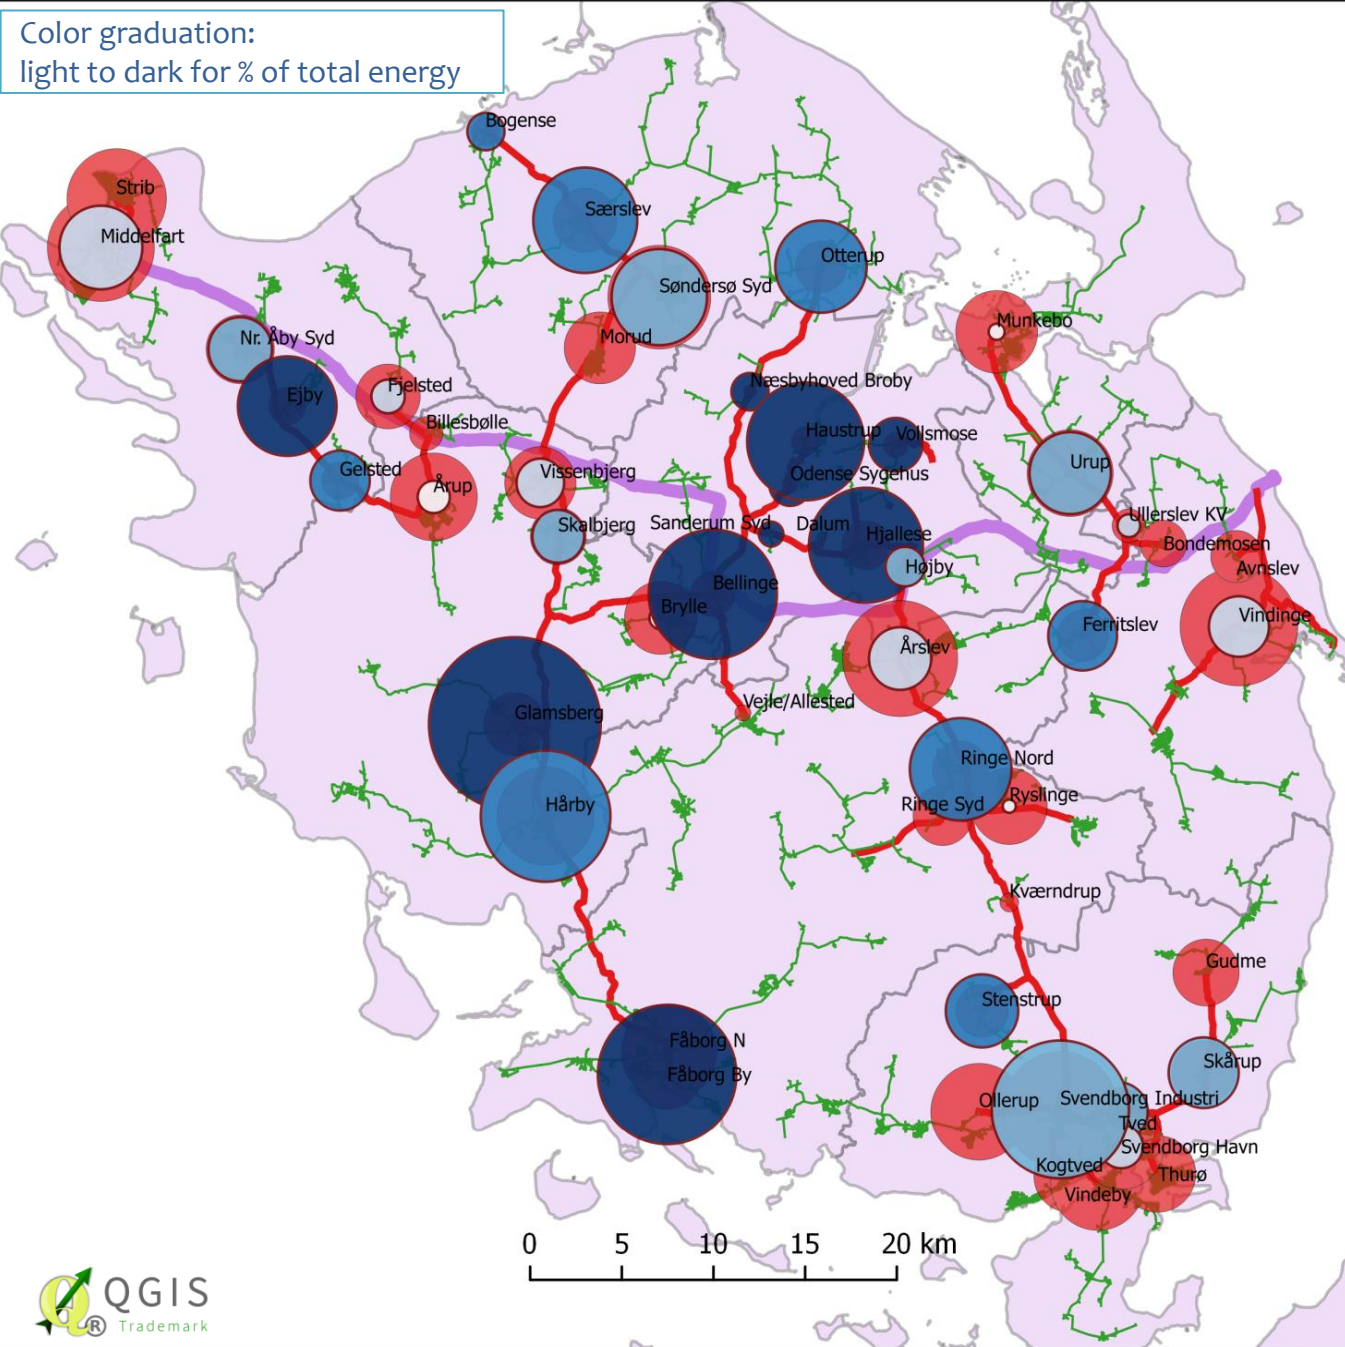 Color graduation:
light to dark for % of total energy
Bogense
Strib
Særslev
Middelfart
Otterup
Søndersø Syd
Munkebo
Nr. Åby Syd
Morud
Næsbyhoved Broby
Fjelsted
Ejby
Billesbølle
Haustrup
Vollsmose
Gelsted
Vissenbjerg
Odense Sygehus
Urup
Årup
Skalbjerg
Sanderum Syd
Dalum
Hjallese
Ullerslev KV
Bondemosen
Højby
Avnslev
Bellinge
Brylle
Vindinge
Ferritslev
Årslev
Vejle/Allested
Glamsberg
Ringe Nord
Hårby
Ringe Syd
Ryslinge
Kværndrup
Gudme
Stenstrup
Fåborg N
Fåborg By
Skårup
Ollerup
Svendborg Industri
Tved
Svendborg Havn
Kogtved
Thurø
Vindeby
0 5 10 15 20 km
QGIS
R
Trademark